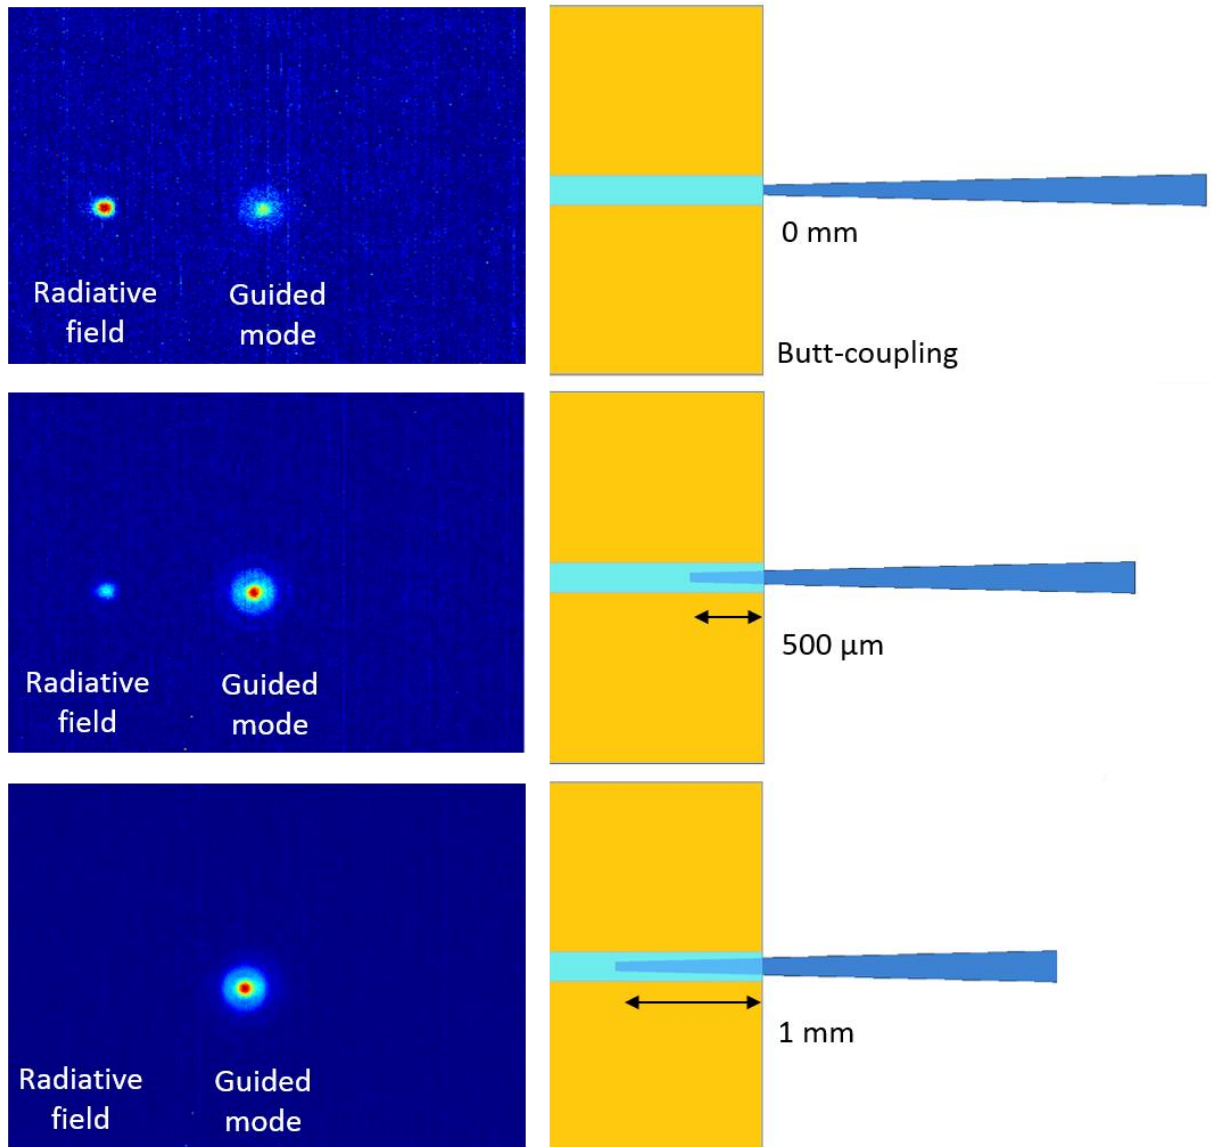 Radiative
field
Guided
mode
0 mm
Butt-coupling
Radiative
field
Guided
mode
500 µm
Radiative
field
Guided
mode
1 mm